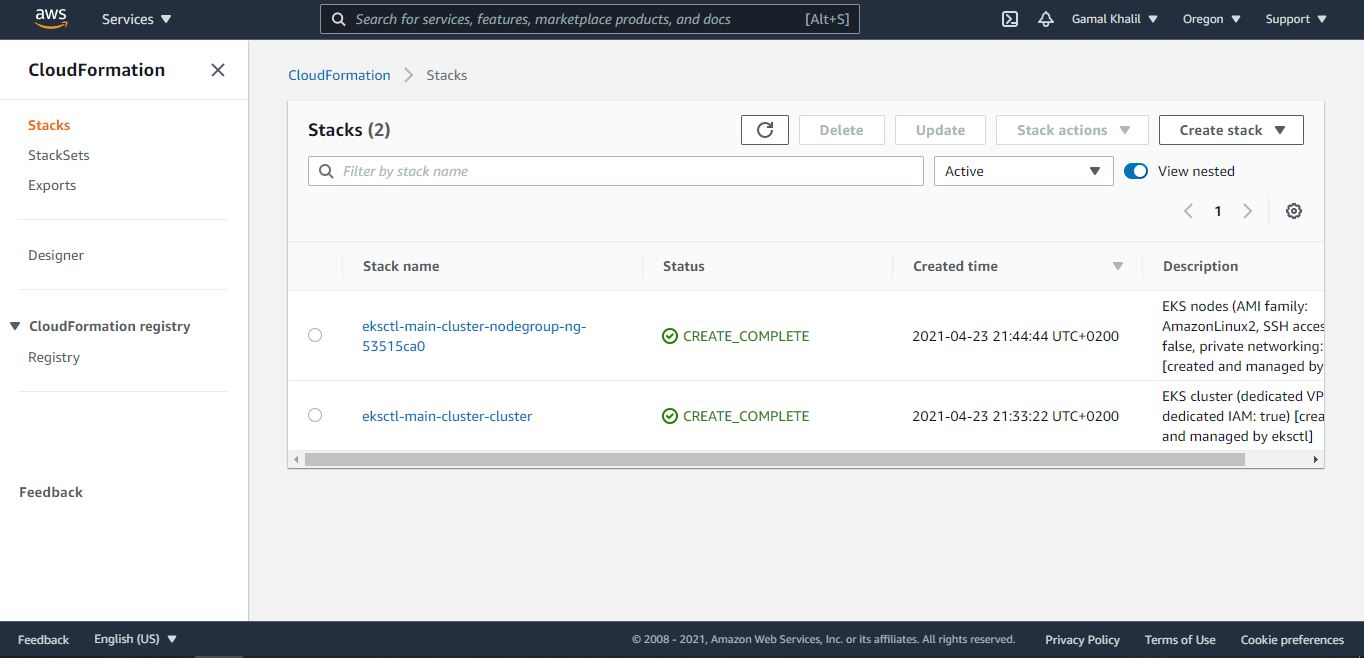 aws
Services
Search for services, features, marketplace products, and docs [Alt+S]
Gamal Khalil
Oregon
Support
CloudFormation
Stacks
StackSets
Exports
Designer
CloudFormation registry
Registry
Feedback
CloudFormation
Stacks
Stacks (2)
Delete
Update
Stack actions
Create stack
Filter by stack name
Active
View nested
1
Stack name
Status
Created time
Description
eksctl-main-cluster-nodegroup-ng-
53515ca0
CREATE_COMPLETE
2021-04-23 21:44:44 UTC+0200
EKS nodes (AMI family:
AmazonLinux2, SSH acces
false, private networking:
[created and managed by
eksctl-main-cluster-cluster
CREATE_COMPLETE
2021-04-23 21:33:22 UTC+0200
EKS cluster (dedicated VP
dedicated IAM: true) [crea
and managed by eksctl]
Feedback
English (US)
© 2008 - 2021, Amazon Web Services, Inc. or its affiliates. All rights reserved.
Privacy Policy
Terms of Use
Cookie preferences